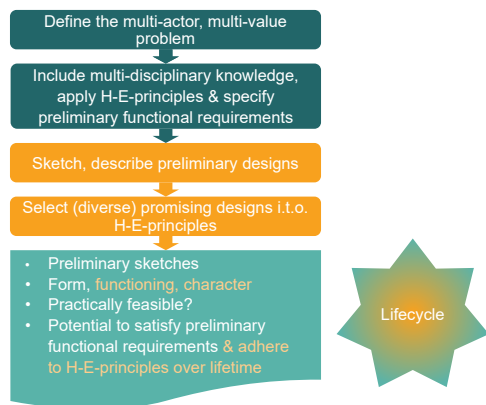 Define the multi-actor, multi-value
problem
Include multi-disciplinary knowledge,
apply H-E-principles & specify
preliminary functional requirements
Sketch, describe preliminary designs
Select (diverse) promising designs i.t.o.
H-E-principles
• Preliminary sketches
• Form, functioning, character
• Practically feasible?
• Potential to satisfy preliminary
functional requirements & adhere
to H-E-principles over lifetime
Lifecycle